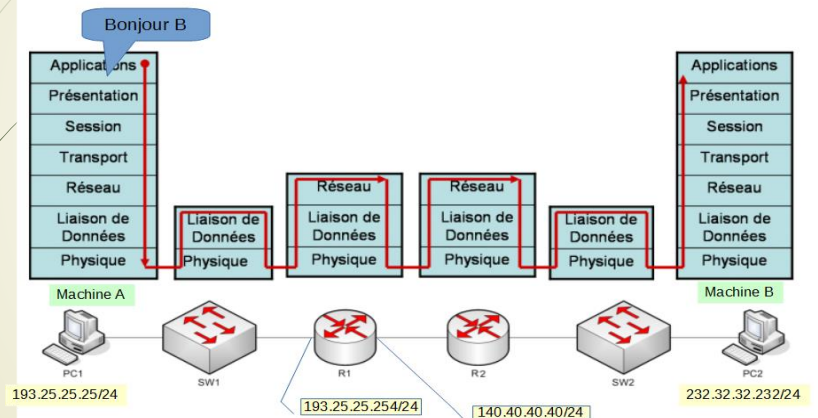 Bonjour B
Applications
Présentation
Session
Transport
Réseau
Liaison de
Données
Physique
Machine A
PC1
193.25.25.25/24
Liaison de
Données
Physique
SW1
Réseau
Liaison de
Données
Physique
R1
193.25.25.254/24
140.40.40.40/24
Réseau
Liaison de
Données
Physique
R2
Liaison de
Données
Physique
SW2
Applications
Présentation
Session
Transport
Réseau
Liaison de
Données
Physique
Machine B
PC2
232.32.32.232/24